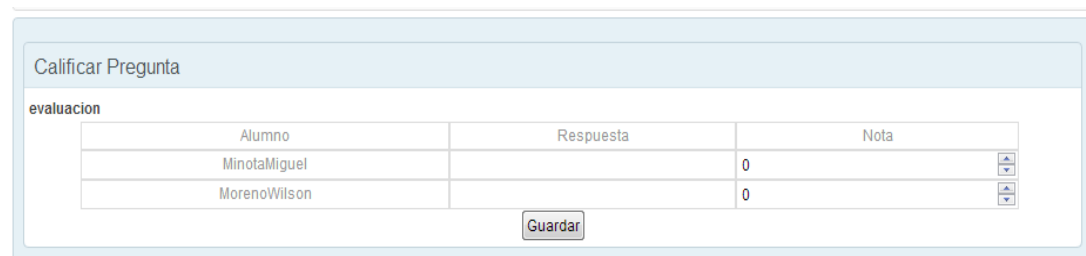 Calificar Pregunta
evaluacion
Alumno Respuesta Nota
MinotaMiguel 0
MorenoWilson 0
Guardar